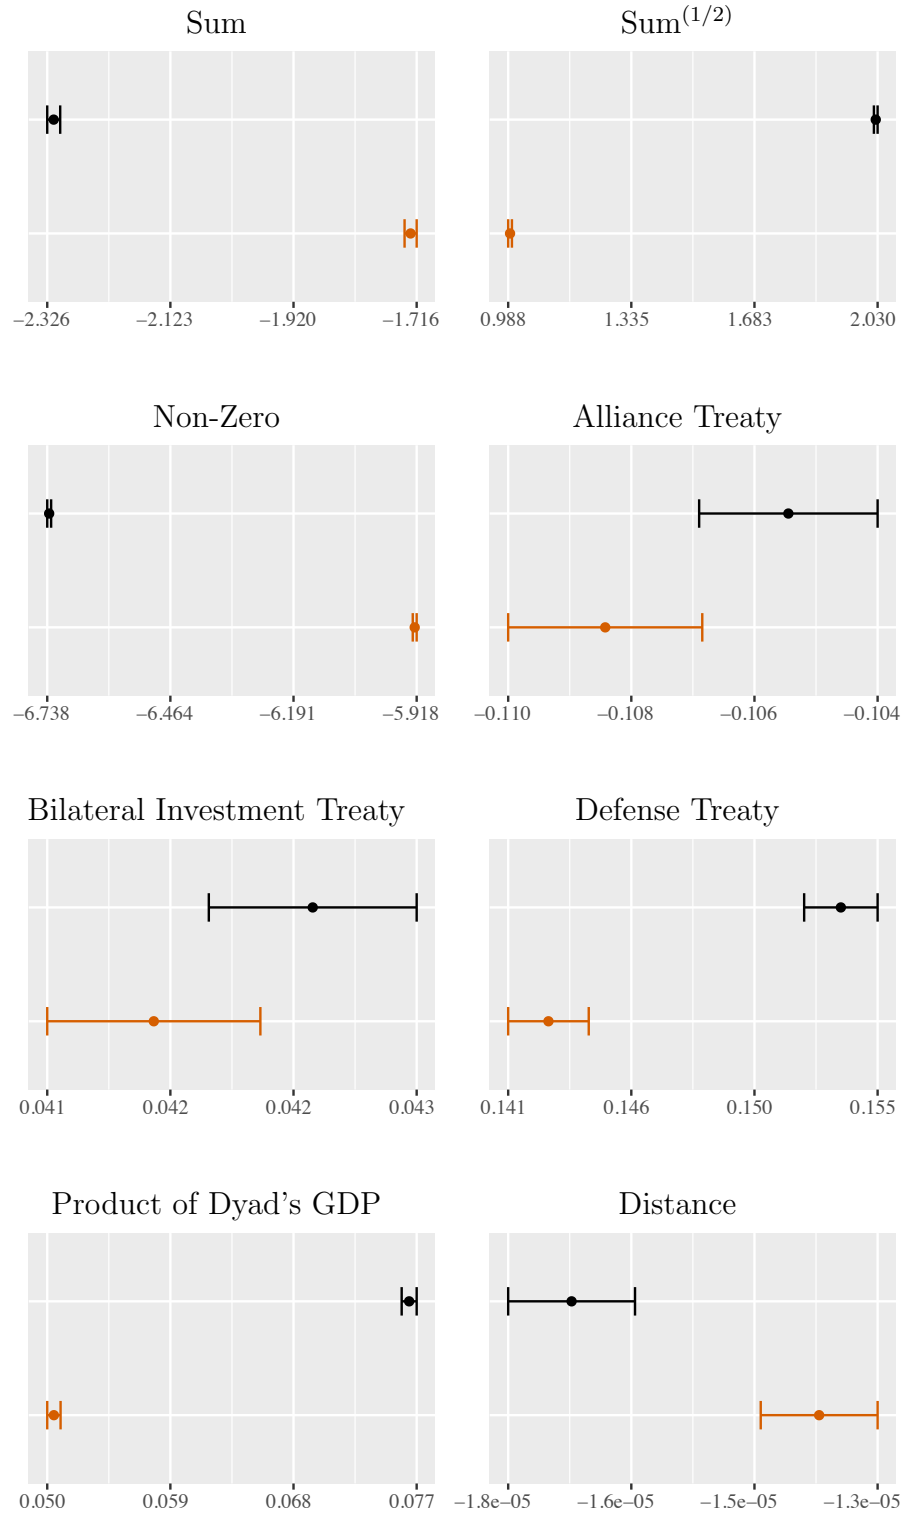 Sum
−2.326 −2.123 −1.920 −1.716
Sum(1/2)
0.988 1.335 1.683 2.030
Non-Zero
−6.738 −6.464 −6.191 −5.918
Alliance Treaty
−0.110 −0.108 −0.106 −0.104
Bilateral Investment Treaty
0.041 0.042 0.042 0.043
Defense Treaty
0.141 0.146 0.150 0.155
Product of Dyad's GDP
0.050 0.059 0.068 0.077
Distance
−1.8e−05 −1.6e−05 −1.5e−05 −1.3e−05